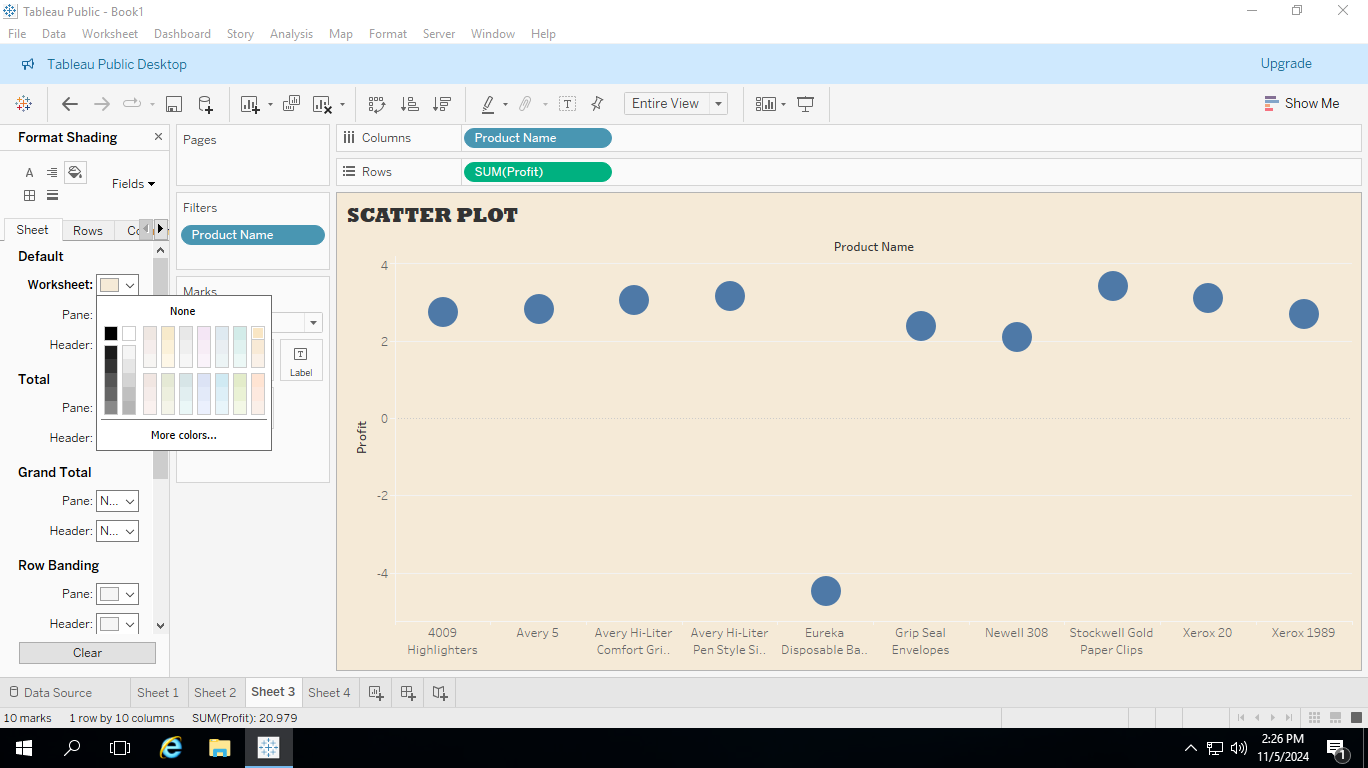 Tableau Public - Book1
File Data Worksheet Dashboard Story Analysis Map Format Server Window Help
Tableau Public Desktop Upgrade
Entire View Show Me
Format Shading
Fields
Sheet Rows
Default
Worksheet:
Pane:
Header:
Total
Pane:
Header:
Grand Total
Pane: N...
Header: N...
Row Banding
Pane:
Header:
Clear
None
More colors...
Pages
Filters
Product Name
Marks
Label
Columns Product Name
Rows SUM(Profit)
SCATTER PLOT
Product Name
Profit
4
2
0
-2
-4
4009 Highlighters
Avery 5
Avery Hi-Liter Comfort Gri..
Avery Hi-Liter Pen Style Si..
Eureka Disposable Ba..
Grip Seal Envelopes
Newell 308
Stockwell Gold Paper Clips
Xerox 20
Xerox 1989
Data Source Sheet 1 Sheet 2 Sheet 3 Sheet 4
10 marks 1 row by 10 columns SUM(Profit): 20.979
2:26 PM
11/5/2024
1